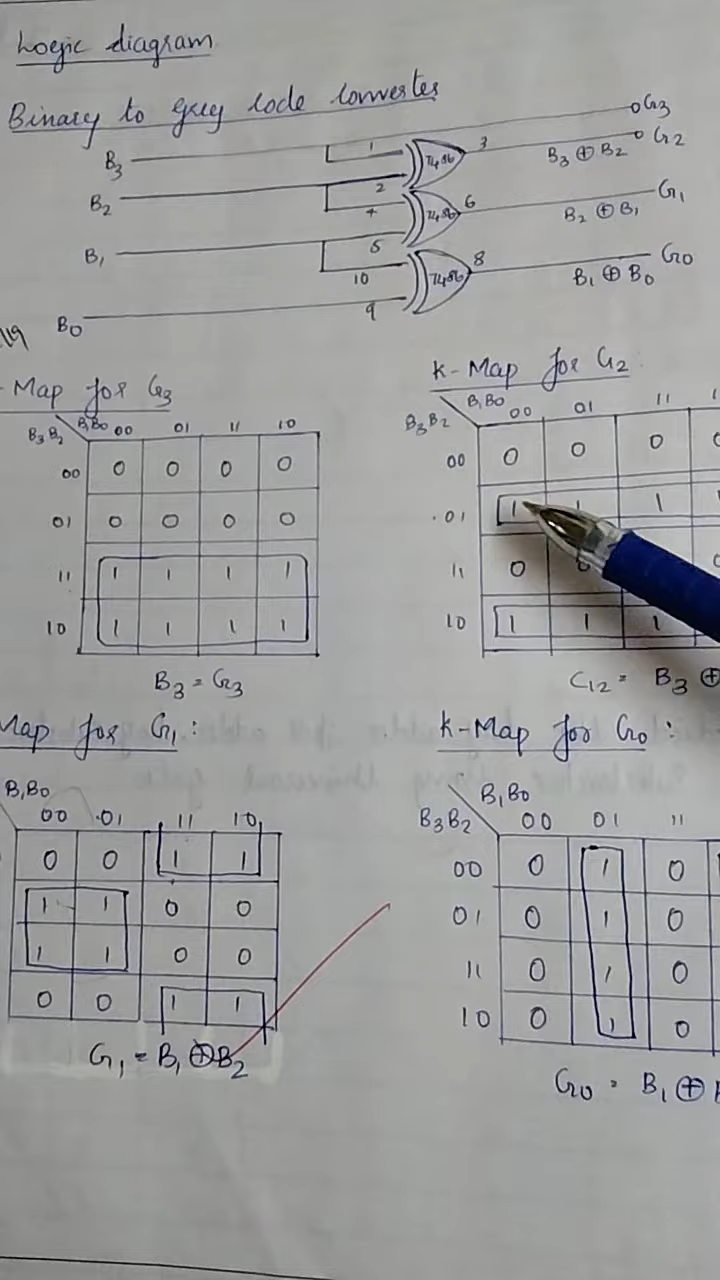 Logic diagram
Binary to grey code converter
B3 1 7486 3 B3 ⊕ B2 G3
G2
B2 2 4 7486 6 B2 ⊕ B1 G1
B1 5 10 7486 8 B1 ⊕ B0 G0
B0 9
19
- Map for G3
B3B2 B1B0 00 01 11 10
00 0 0 0 0
01 0 0 0 0
11 1 1 1 1
10 1 1 1 1
B3 = G3
K-Map for G2:
B3B2 B1B0 00 01 11 1
00 0 0 0 0
01 1 1 1
11 0
10 1 1 1
G2 = B3 ⊕
Map for G1:
B1B0
00 01 11 10
0 0 1 1
1 1 0 0
1 1 0 0
0 0 1 1
G1 = B1 ⊕ B2
K-Map for G0:
B3B2 B1B0 00 01 11
00 0 1 0
01 0 1 0
11 0 1 0
10 0 1 0
G0 = B1 ⊕